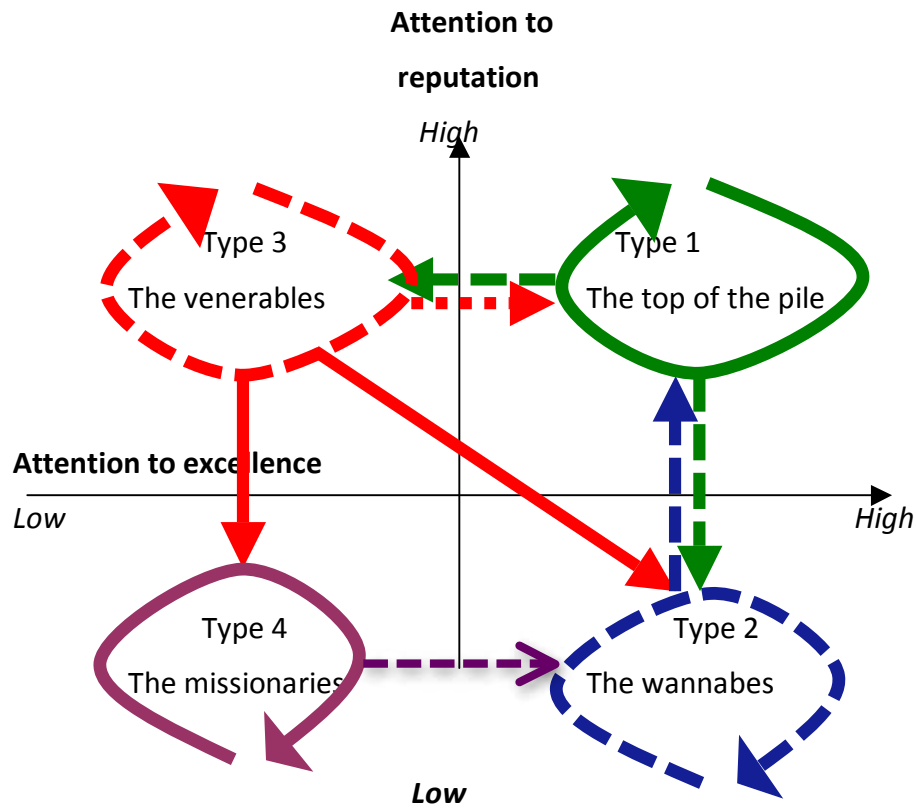 Attention to
reputation
High
Type 3
Type 1
The venerables
The top of the pile
Attention to excellence
Low
High
Type 4
Type 2
The missionaries
The wannabes
Low